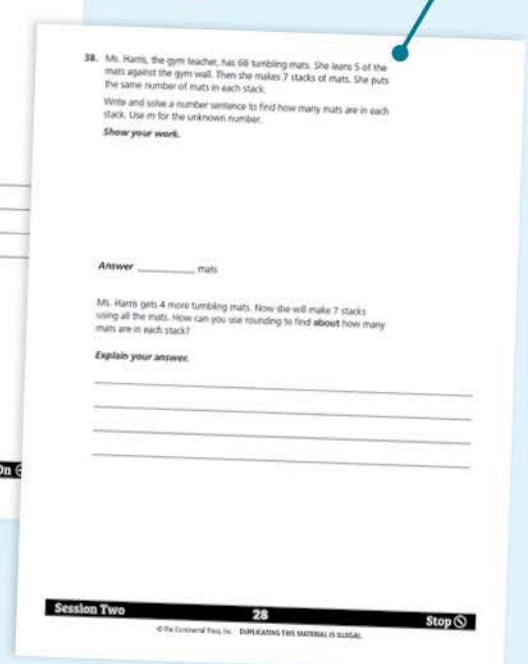 38. Ms. Harris, the gym teacher, has 68 tumbling mats. She leans 5 of the
mats against the gym wall. Then she makes 7 stacks of mats. She puts
the same number of mats in each stack.
Write and solve a number sentence to find how many mats are in each
stack. Use m for the unknown number.
Show your work.
Answer ________ mats
Ms. Harris gets 4 more tumbling mats. Now she will make 7 stacks
using all the mats. How can you use rounding to find about how many
mats are in each stack?
Explain your answer.
On
Session Two 28 Stop
© The Continental Press, Inc. DUPLICATING THIS MATERIAL IS ILLEGAL.